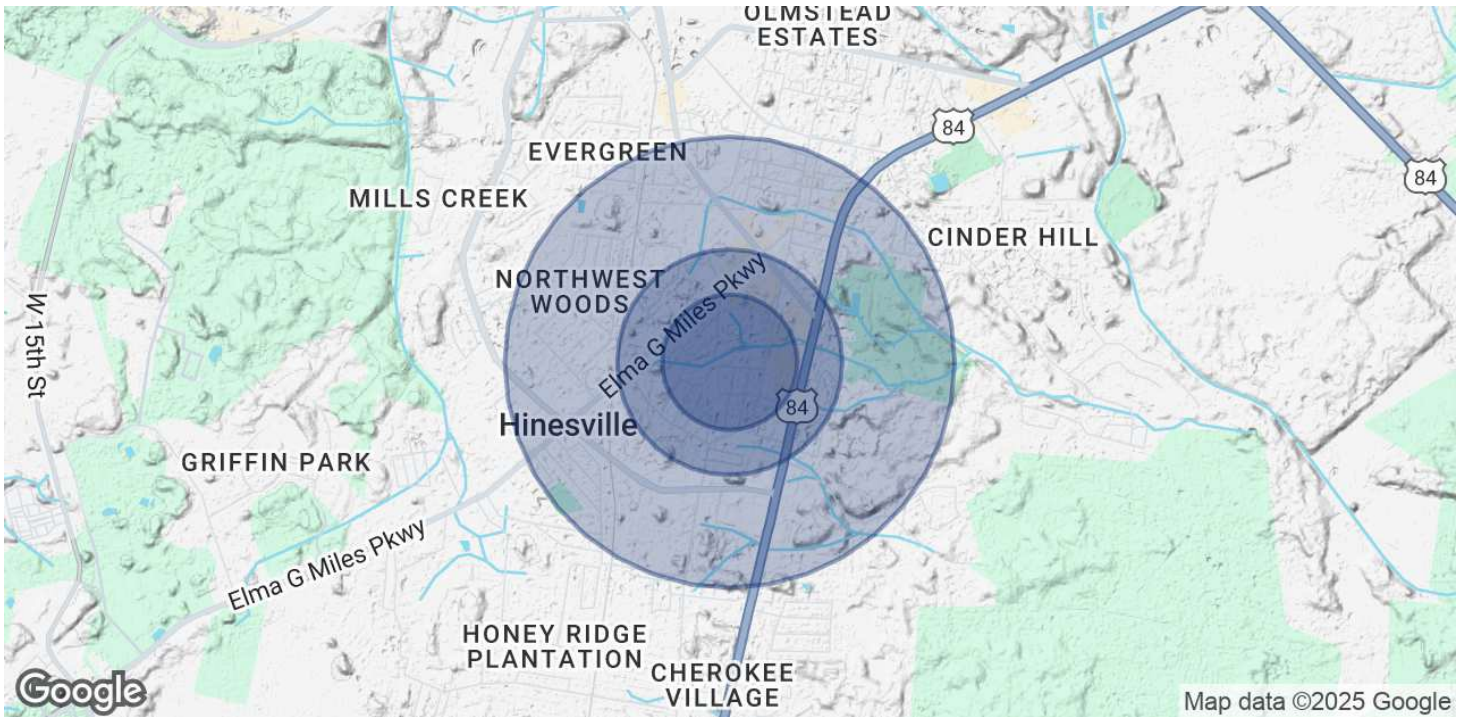 OLMSTEAD
ESTATES
84
EVERGREEN
84
MILLS CREEK
CINDER HILL
NORTHWEST
WOODS
Elma G Miles Pkwy
W 15th St
84
Hinesville
GRIFFIN PARK
Elma G Miles Pkwy
HONEY RIDGE
PLANTATION
CHEROKEE
VILLAGE
Google
Map data ©2025 Google